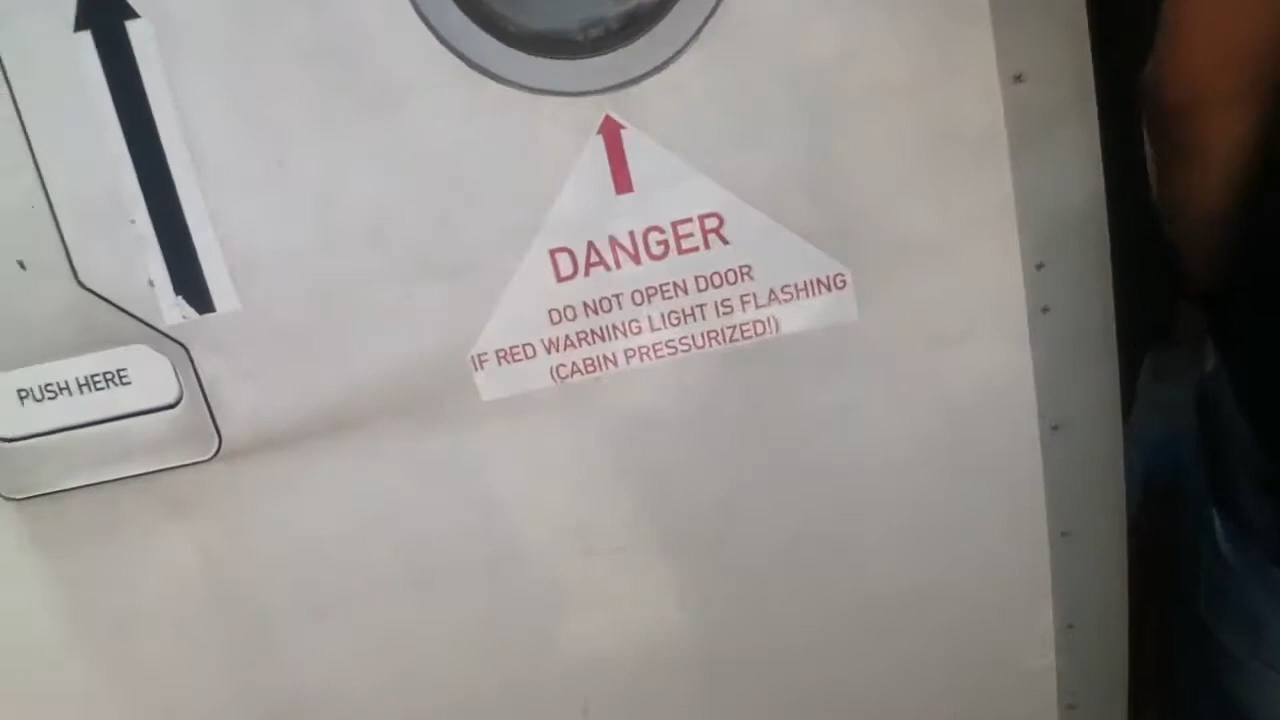 DANGER
DO NOT OPEN DOOR
IF RED WARNING LIGHT IS FLASHING
(CABIN PRESSURIZED!)
PUSH HERE